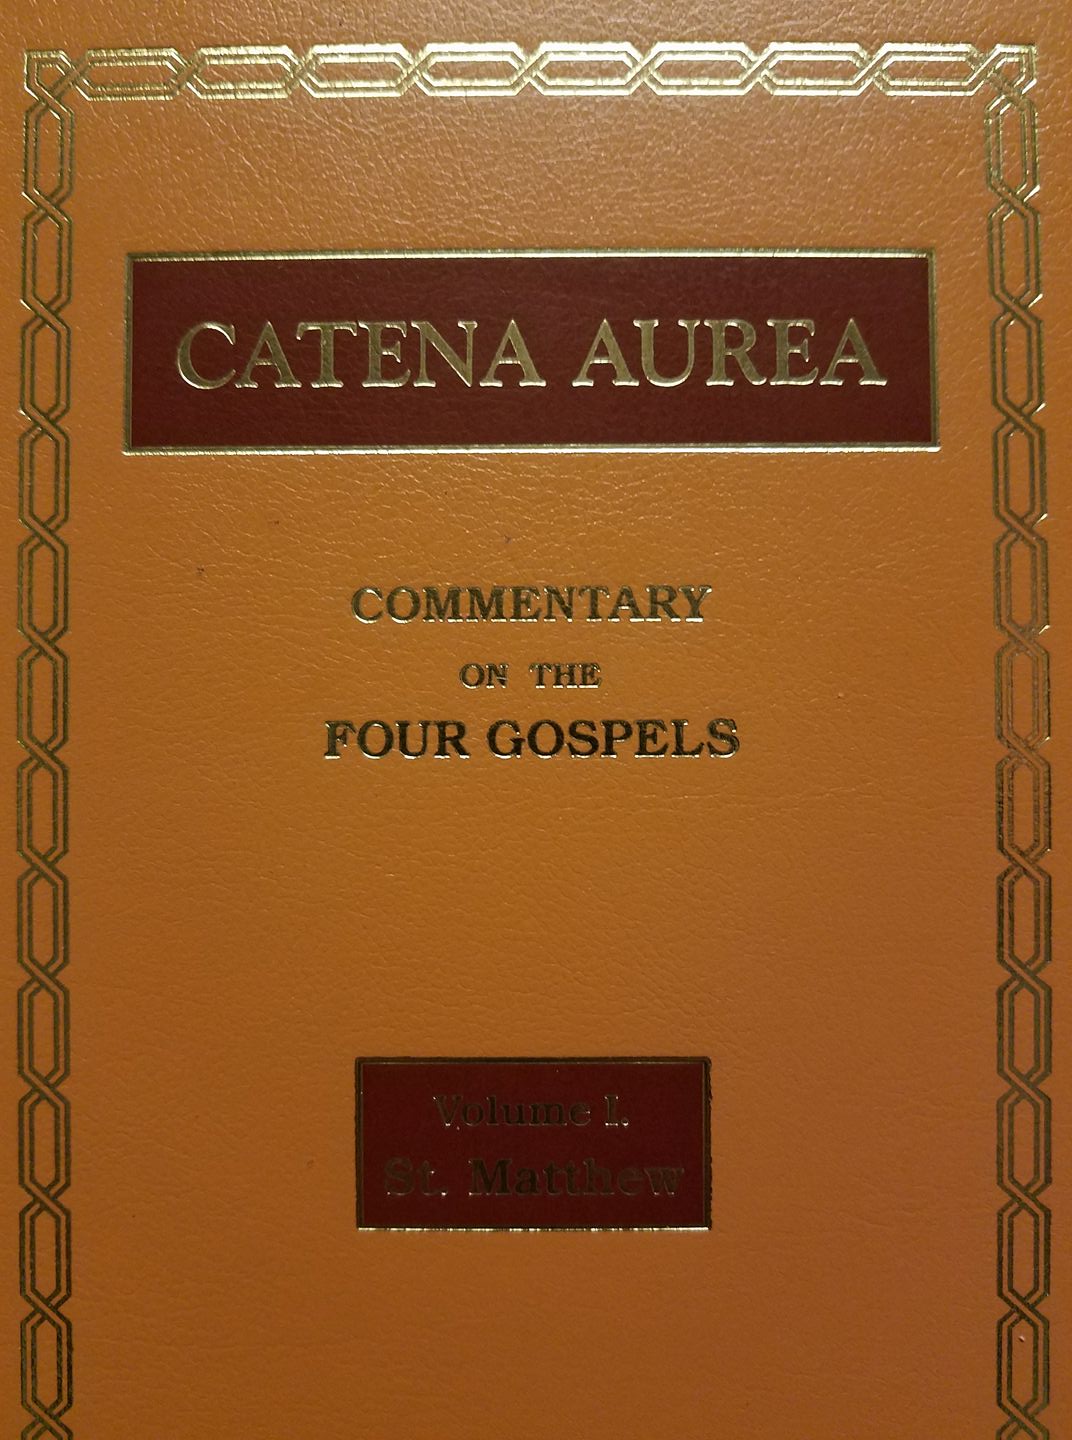 CATENA AUREA
COMMENTARY
ON THE
FOUR GOSPELS
Volume I.
St. Matthew